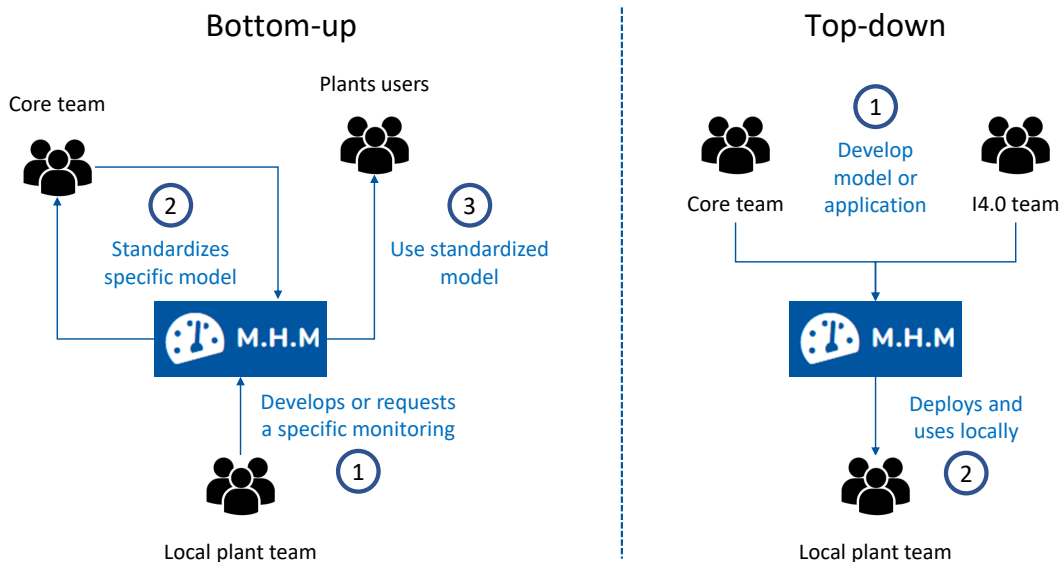 Bottom-up
Core team
Plants users
2
Standardizes
specific model
3
Use standardized
model
M.H.M
Develops or requests
a specific monitoring
1
Local plant team
Top-down
1
Develop
model or
application
Core team
I4.0 team
M.H.M
Deploys and
uses locally
2
Local plant team